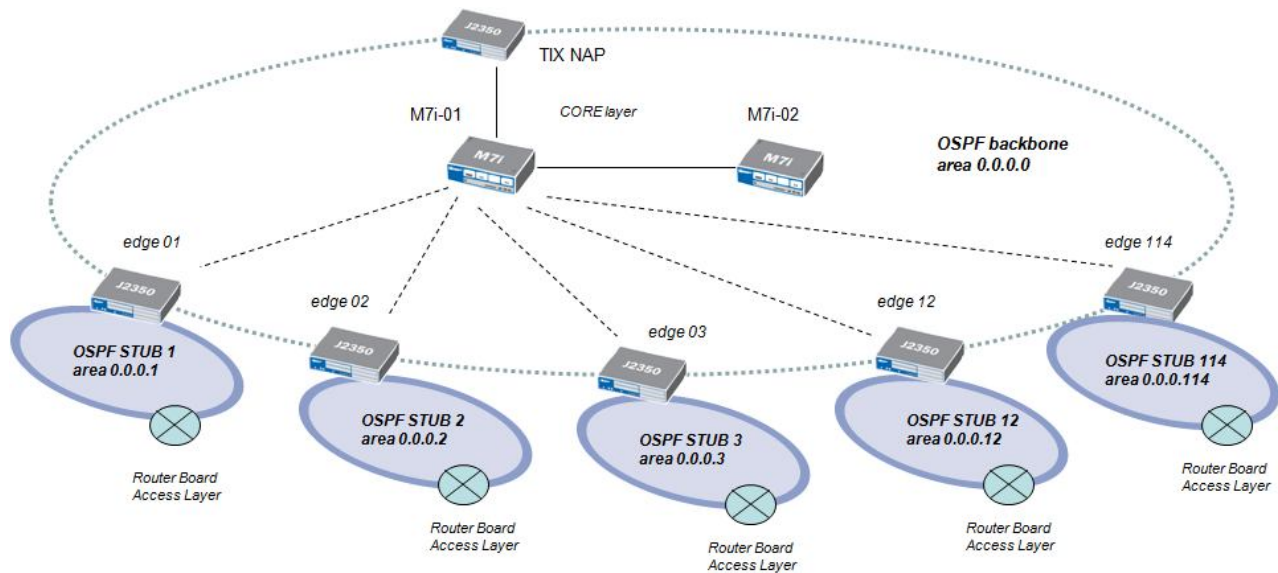 J2350
TIX NAP
M7i-01
CORE layer
M7i-02
M7i
M7i
OSPF backbone
area 0.0.0.0
edge 01
J2350
OSPF STUB 1
area 0.0.0.1
Router Board
Access Layer
edge 02
J2350
OSPF STUB 2
area 0.0.0.2
Router Board
Access Layer
edge 03
J2350
OSPF STUB 3
area 0.0.0.3
Router Board
Access Layer
edge 12
J2350
OSPF STUB 12
area 0.0.0.12
Router Board
Access Layer
edge 114
J2350
OSPF STUB 114
area 0.0.0.114
Router Board
Access Layer